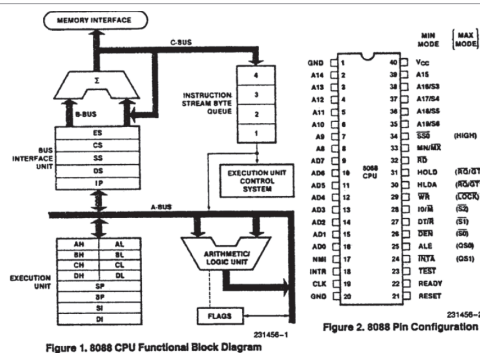 MEMORY INTERFACE
C-BUS
Σ
B-BUS
INSTRUCTION
STREAM BYTE
QUEUE
4
3
2
1
BUS
INTERFACE
UNIT
ES
CS
SS
DS
IP
EXECUTION UNIT
CONTROL
SYSTEM
A-BUS
EXECUTION
UNIT
AH AL
BH BL
CH CL
DH DL
SP
BP
SI
DI
ARITHMETIC/
LOGIC UNIT
FLAGS
231456-1
Figure 1. 8088 CPU Functional Block Diagram
MIN MODE
MAX MODE
8088
CPU
GND 1 40 VCC
A14 2 39 A15
A13 3 38 A16/S3
A12 4 37 A17/S4
A11 5 36 A18/S5
A10 6 35 A19/S6
A9 7 34 SS0 (HIGH)
A8 8 33 MN/MX
AD7 9 32 RD
AD6 10 31 HOLD (RQ/GT
AD5 11 30 HLDA (RQ/GT
AD4 12 29 WR (LOCK)
AD3 13 28 IO/M (S2)
AD2 14 27 DT/R (S1)
AD1 15 26 DEN (S0)
AD0 16 25 ALE (QS0)
NMI 17 24 INTA (QS1)
INTR 18 23 TEST
CLK 19 22 READY
GND 20 21 RESET
231456-2
Figure 2. 8088 Pin Configuration